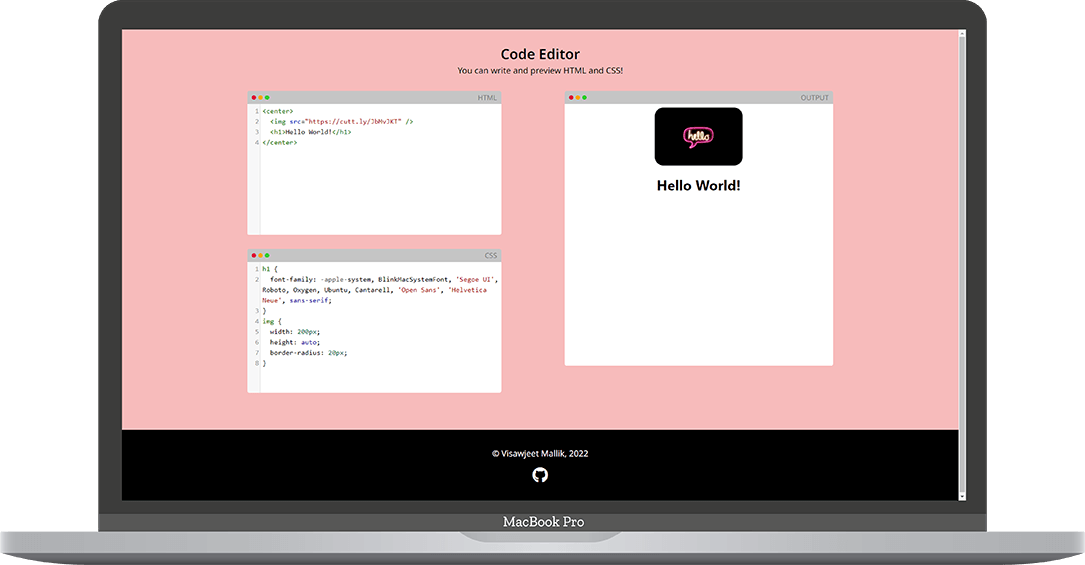 Code Editor
You can write and preview HTML and CSS!
HTML
1 <center>
2   <img src="https://cutt.ly/JbMvJKT" />
3   <h1>Hello World!</h1>
4 </center>
CSS
1 h1 {
2   font-family: -apple-system, BlinkMacSystemFont, 'Segoe UI',
Roboto, Oxygen, Ubuntu, Cantarell, 'Open Sans', 'Helvetica
Neue', sans-serif;
3 }
4 img {
5   width: 200px;
6   height: auto;
7   border-radius: 20px;
8 }
OUTPUT
hello
Hello World!
© Visawjeet Mallik, 2022
MacBook Pro